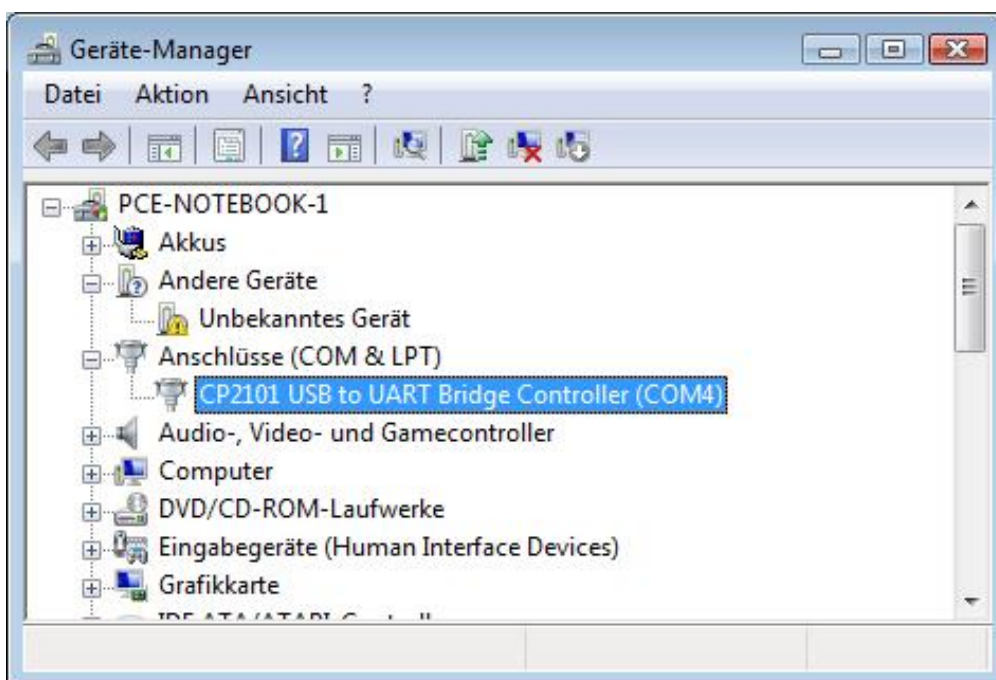 Geräte-Manager
Datei Aktion Ansicht ?
PCE-NOTEBOOK-1
Akkus
Andere Geräte
Unbekanntes Gerät
Anschlüsse (COM & LPT)
CP2101 USB to UART Bridge Controller (COM4)
Audio-, Video- und Gamecontroller
Computer
DVD/CD-ROM-Laufwerke
Eingabegeräte (Human Interface Devices)
Grafikkarte